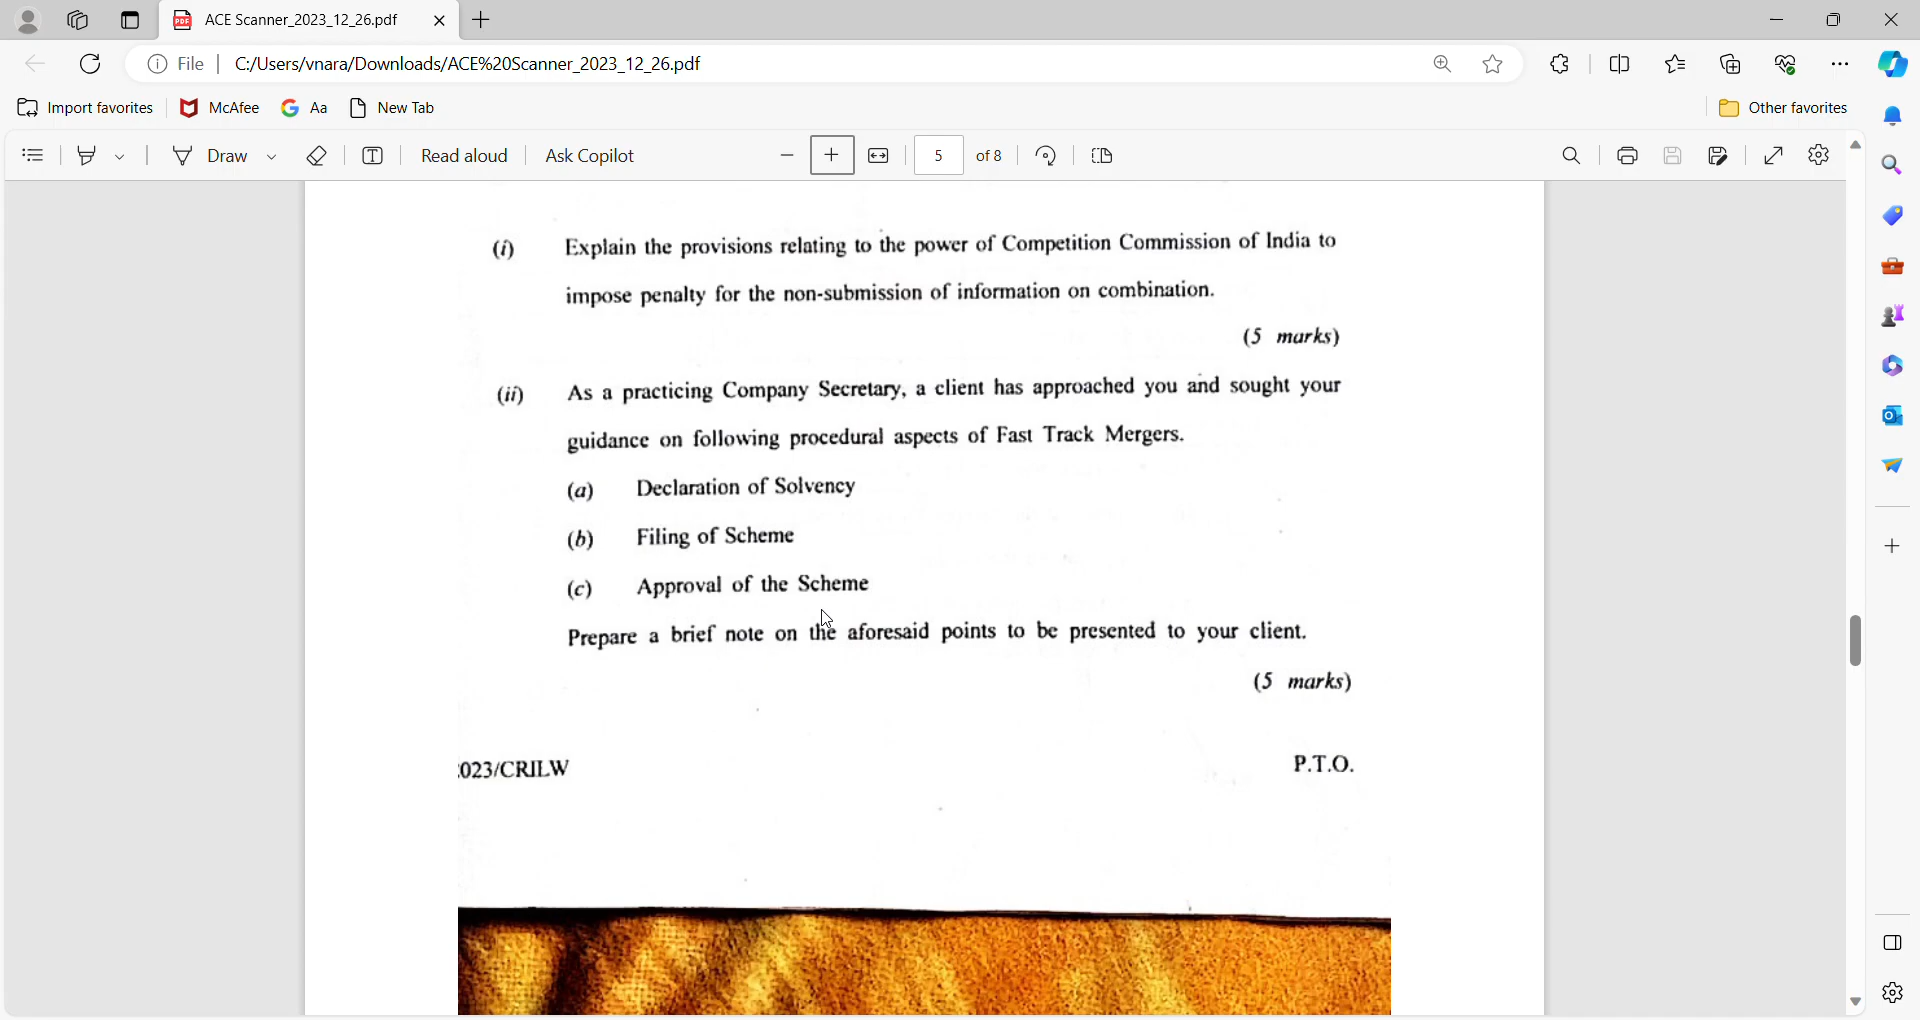 ACE Scanner_2023_12_26.pdf
File
C:/Users/vnara/Downloads/ACE%20Scanner_2023_12_26.pdf
Import favorites
McAfee
Aa
New Tab
Other favorites
Draw
Read aloud
Ask Copilot
5 of 8
(i) Explain the provisions relating to the power of Competition Commission of India to
impose penalty for the non-submission of information on combination.
(5 marks)
(ii) As a practicing Company Secretary, a client has approached you and sought your
guidance on following procedural aspects of Fast Track Mergers.
(a) Declaration of Solvency
(b) Filing of Scheme
(c) Approval of the Scheme
Prepare a brief note on the aforesaid points to be presented to your client.
(5 marks)
023/CRILW
P.T.O.